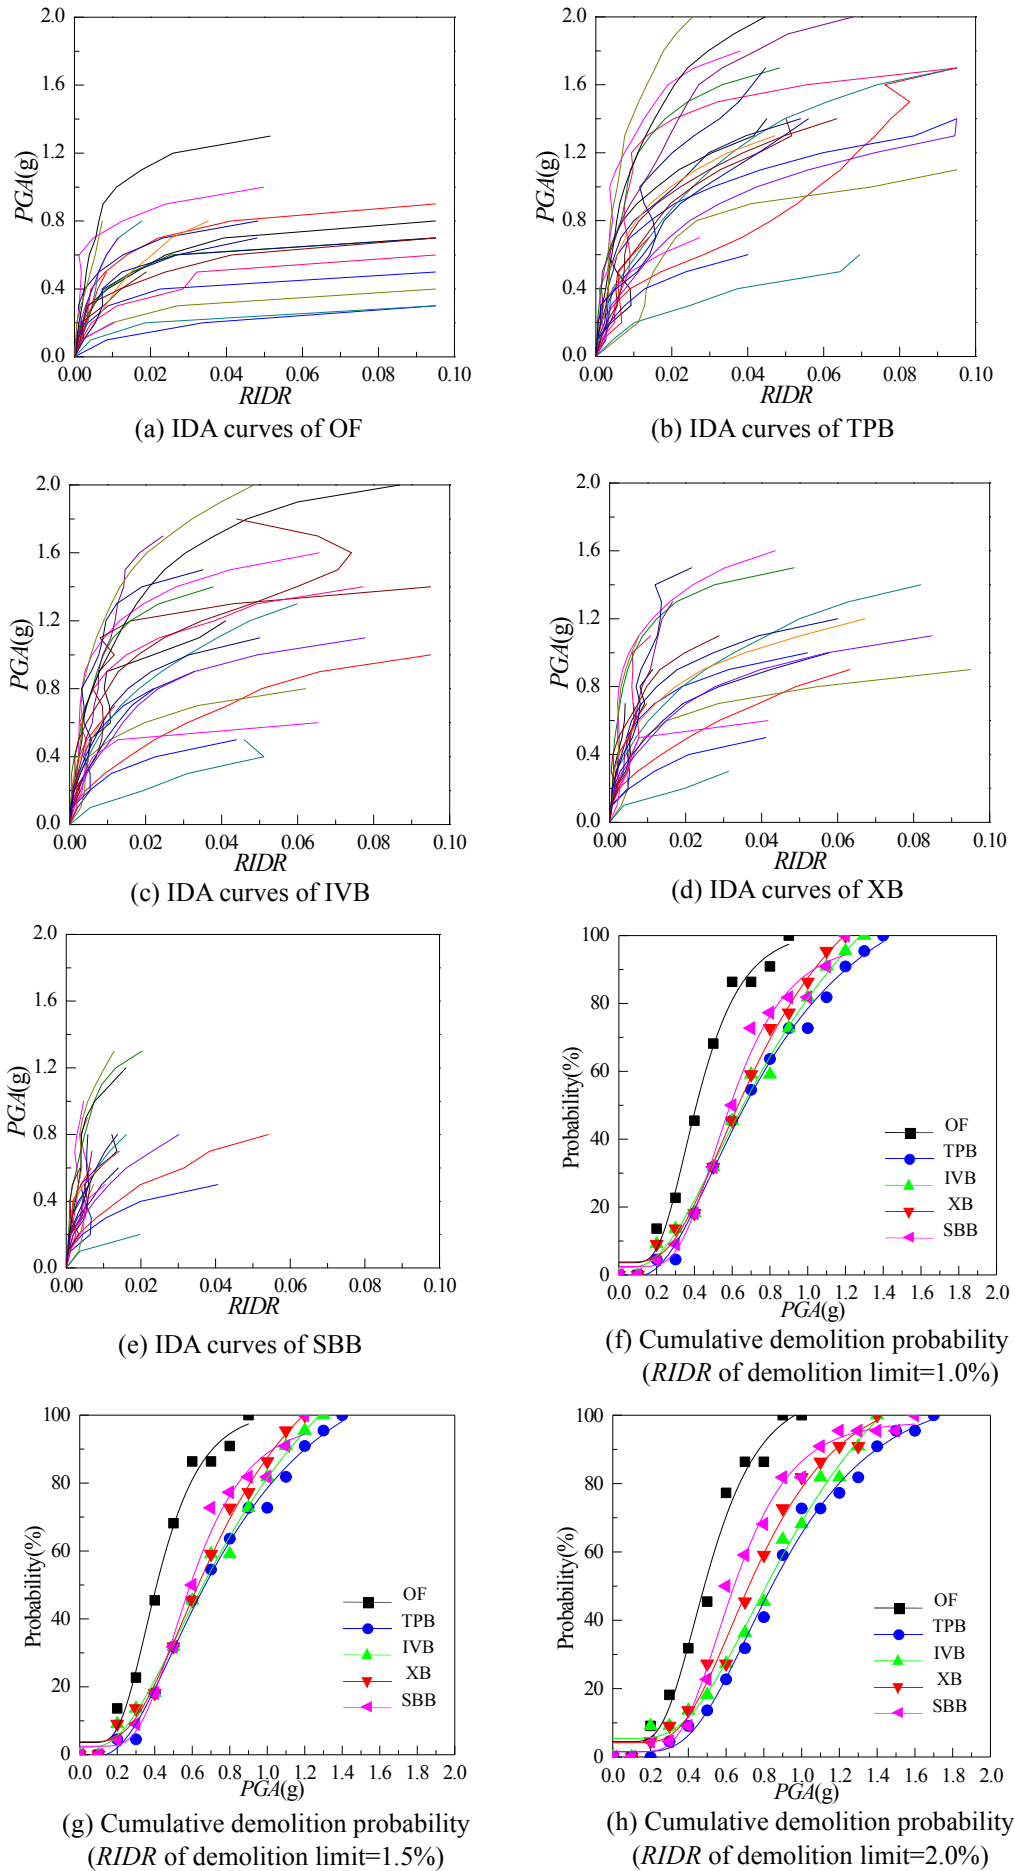 2.0
1.6
1.2
0.8
0.4
0.0
PGA(g)
0.00 0.02 0.04 0.06 0.08 0.10
RIDR
(a) IDA curves of OF
2.0
1.6
1.2
0.8
0.4
0.0
PGA(g)
0.00 0.02 0.04 0.06 0.08 0.10
RIDR
(b) IDA curves of TPB
2.0
1.6
1.2
0.8
0.4
0.0
PGA(g)
0.00 0.02 0.04 0.06 0.08 0.10
RIDR
(c) IDA curves of IVB
2.0
1.6
1.2
0.8
0.4
0.0
PGA(g)
0.00 0.02 0.04 0.06 0.08 0.10
RIDR
(d) IDA curves of XB
2.0
1.6
1.2
0.8
0.4
0.0
PGA(g)
0.00 0.02 0.04 0.06 0.08 0.10
RIDR
(e) IDA curves of SBB
100
80
60
40
20
0
Probability(%)
OF
TPB
IVB
XB
SBB
0.0 0.2 0.4 0.6 0.8 1.0 1.2 1.4 1.6 1.8 2.0
PGA(g)
(f) Cumulative demolition probability
(RIDR of demolition limit=1.0%)
100
80
60
40
20
0
Probability(%)
OF
TPB
IVB
XB
SBB
0.0 0.2 0.4 0.6 0.8 1.0 1.2 1.4 1.6 1.8 2.0
PGA(g)
(g) Cumulative demolition probability
(RIDR of demolition limit=1.5%)
100
80
60
40
20
0
Probability(%)
OF
TPB
IVB
XB
SBB
0.0 0.2 0.4 0.6 0.8 1.0 1.2 1.4 1.6 1.8 2.0
PGA(g)
(h) Cumulative demolition probability
(RIDR of demolition limit=2.0%)